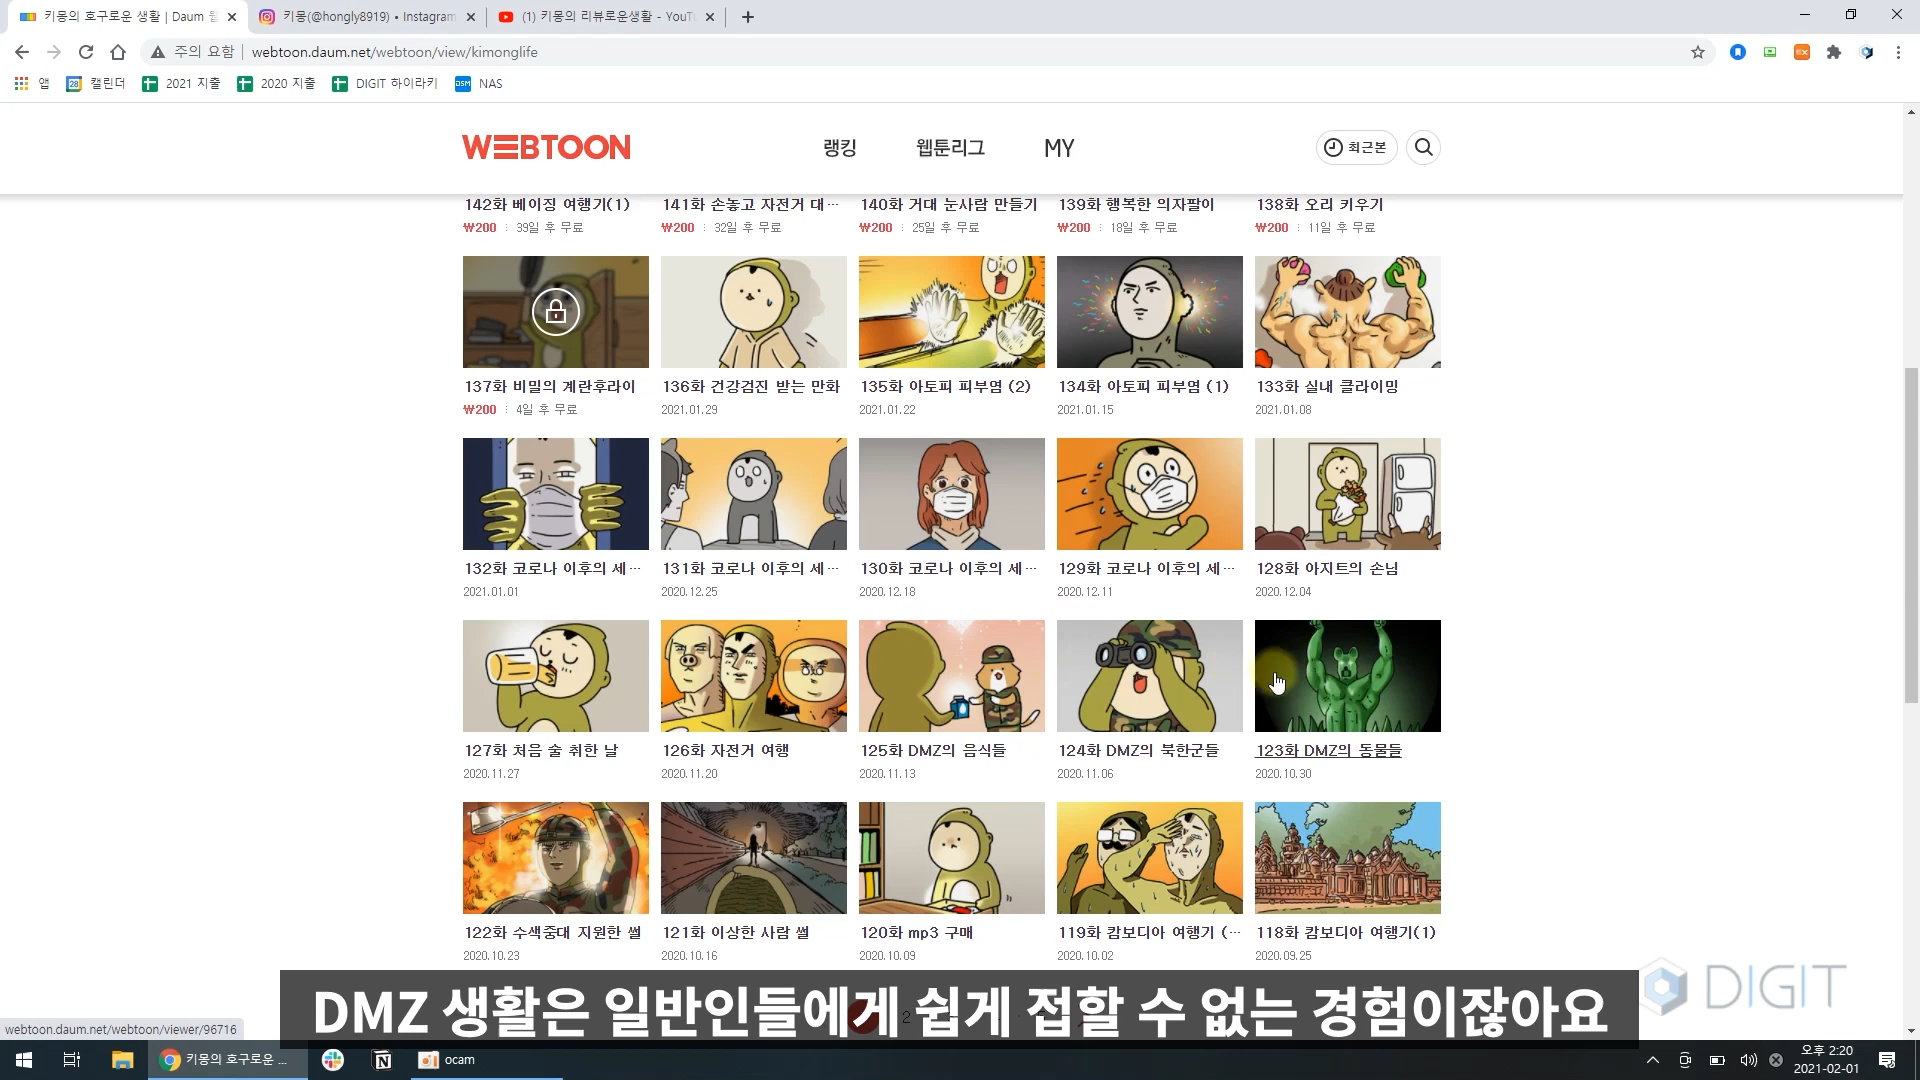 키몽의 호구로운 생활 | Daum 웹
키몽(@hongly8919) • Instagram
(1) 키몽의 리뷰로운생활 - YouTu
주의 요함
webtoon.daum.net/webtoon/view/kimonglife
앱
28
캘린더
2021 지출
2020 지출
DIGIT 하이라키
DSM
NAS
WEBTOON
랭킹
웹툰리그
MY
최근본
142화 베이징 여행기(1)
141화 손놓고 자전거 대…
140화 거대 눈사람 만들기
139화 행복한 의자팔이
138화 오리 키우기
₩200 : 39일 후 무료
₩200 : 32일 후 무료
₩200 : 25일 후 무료
₩200 : 18일 후 무료
₩200 : 11일 후 무료
137화 비밀의 계란후라이
136화 건강검진 받는 만화
135화 아토피 피부염 (2)
134화 아토피 피부염 (1)
133화 실내 클라이밍
₩200 : 4일 후 무료
2021.01.29
2021.01.22
2021.01.15
2021.01.08
132화 코로나 이후의 세…
131화 코로나 이후의 세…
130화 코로나 이후의 세…
129화 코로나 이후의 세…
128화 아지트의 손님
2021.01.01
2020.12.25
2020.12.18
2020.12.11
2020.12.04
127화 처음 술 취한 날
126화 자전거 여행
125화 DMZ의 음식들
124화 DMZ의 북한군들
123화 DMZ의 동물들
2020.11.27
2020.11.20
2020.11.13
2020.11.06
2020.10.30
122화 수색중대 지원한 썰
121화 이상한 사람 썰
120화 mp3 구매
119화 캄보디아 여행기 (…
118화 캄보디아 여행기(1)
2020.10.23
2020.10.16
2020.10.09
2020.10.02
2020.09.25
DIGIT
DMZ 생활은 일반인들에게 쉽게 접할 수 없는 경험이잖아요
webtoon.daum.net/webtoon/viewer/96716
키몽의 호구로운 ...
ocam
오후 2:20
2021-02-01